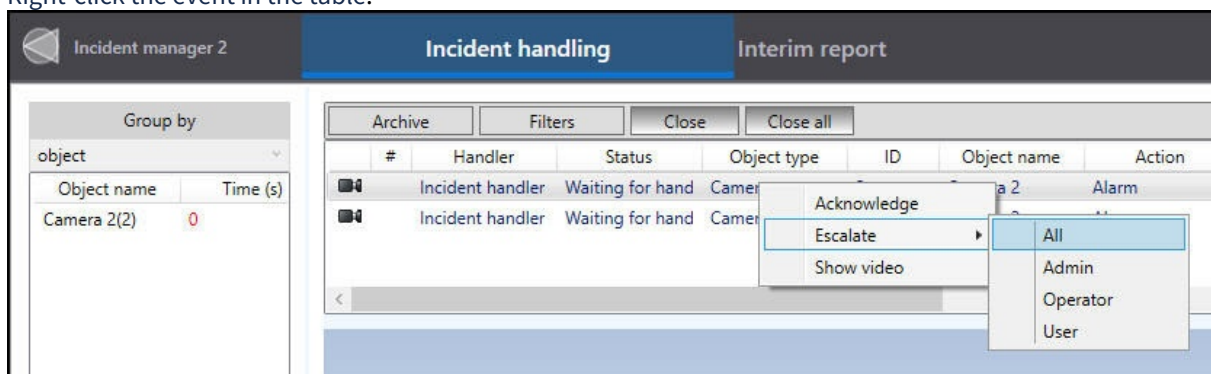 Right-click the event in the table.
Incident manager 2
Incident handling
Interim report
Group by
object
Object name Time (s)
Camera 2(2) 0
Archive Filters Close Close all
# Handler Status Object type ID Object name Action
Incident handler Waiting for hand Alarm
Incident handler Waiting for hand
Acknowledge
Escalate
Show video
All
Admin
Operator
User